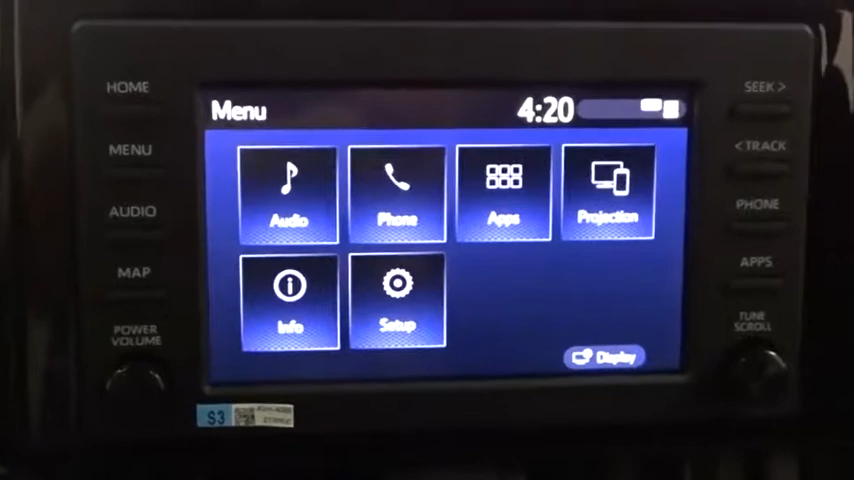 HOME
MENU
AUDIO
MAP
POWER
VOLUME
Menu
4:20
Audio
Phone
Apps
Projection
Info
Setup
Display
SEEK >
< TRACK
PHONE
APPS
TUNE
SCROLL
S3